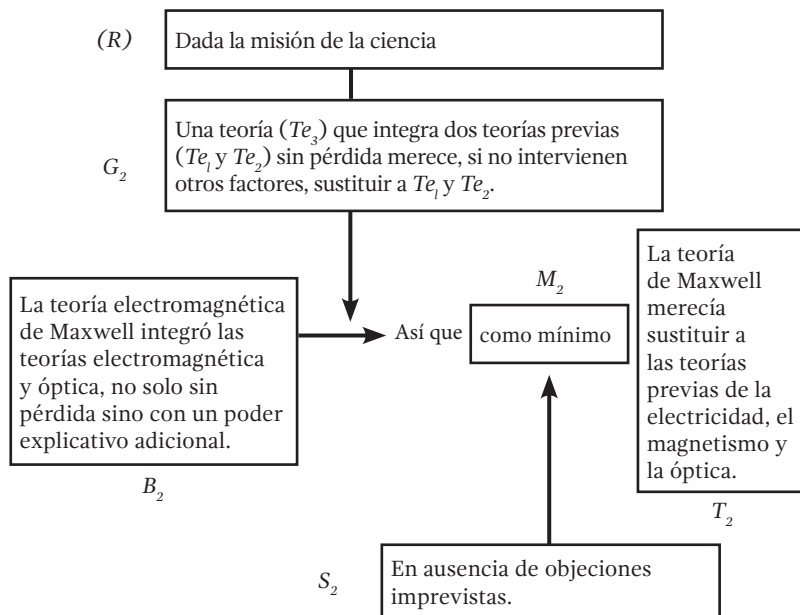 (R)
Dada la misión de la ciencia
G2
Una teoría (Te3) que integra dos teorías previas
(Tel y Te2) sin pérdida merece, si no intervienen
otros factores, sustituir a Tel y Te2.
La teoría electromagnética
de Maxwell integró las
teorías electromagnética
y óptica, no solo sin
pérdida sino con un poder
explicativo adicional.
B2
Así que
M2
como mínimo
La teoría
de Maxwell
merecía
sustituir a
las teorías
previas de la
electricidad, el
magnetismo y
la óptica.
T2
S2
En ausencia de objeciones
imprevistas.